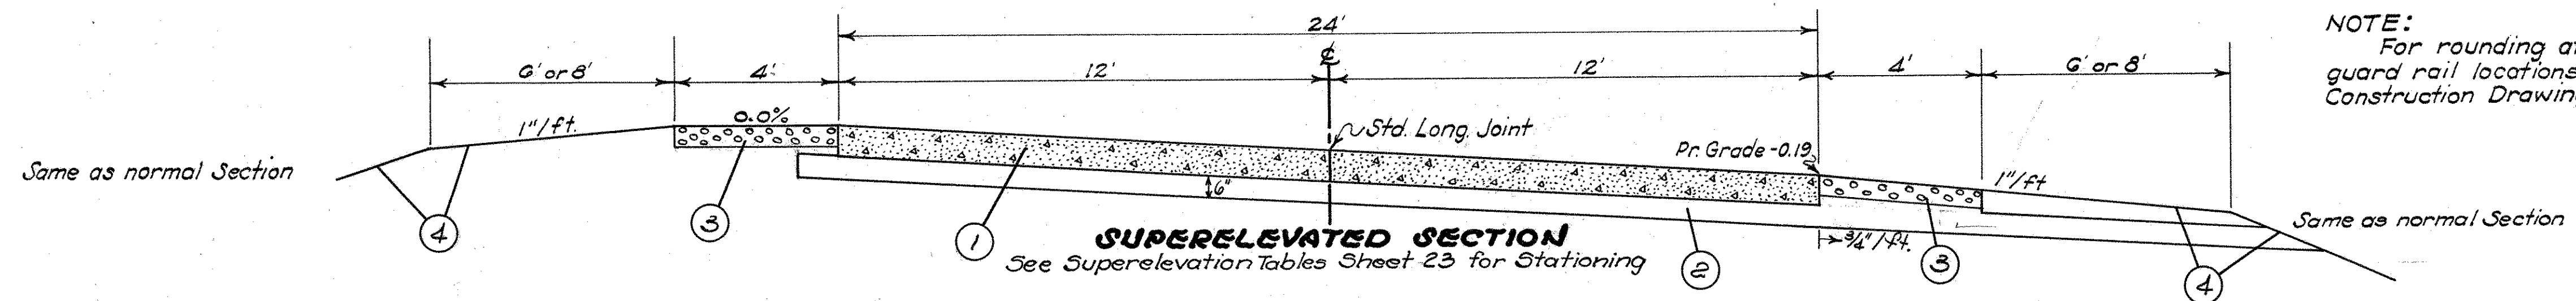 24'
NOTE:
For rounding at
guard rail locations
Construction Drawin
℄
6' or 8'
4'
12'
12'
4'
6' or 8'
1"/ft.
0.0%
Std. Long. Joint
Pr. Grade -0.19
1"/ft
Same as normal Section
6"
3
4
1
SUPERELEVATED SECTION
See Superelevation Tables Sheet 23 for Stationing
2
3/4"/ft.
3
4
Same as normal Section